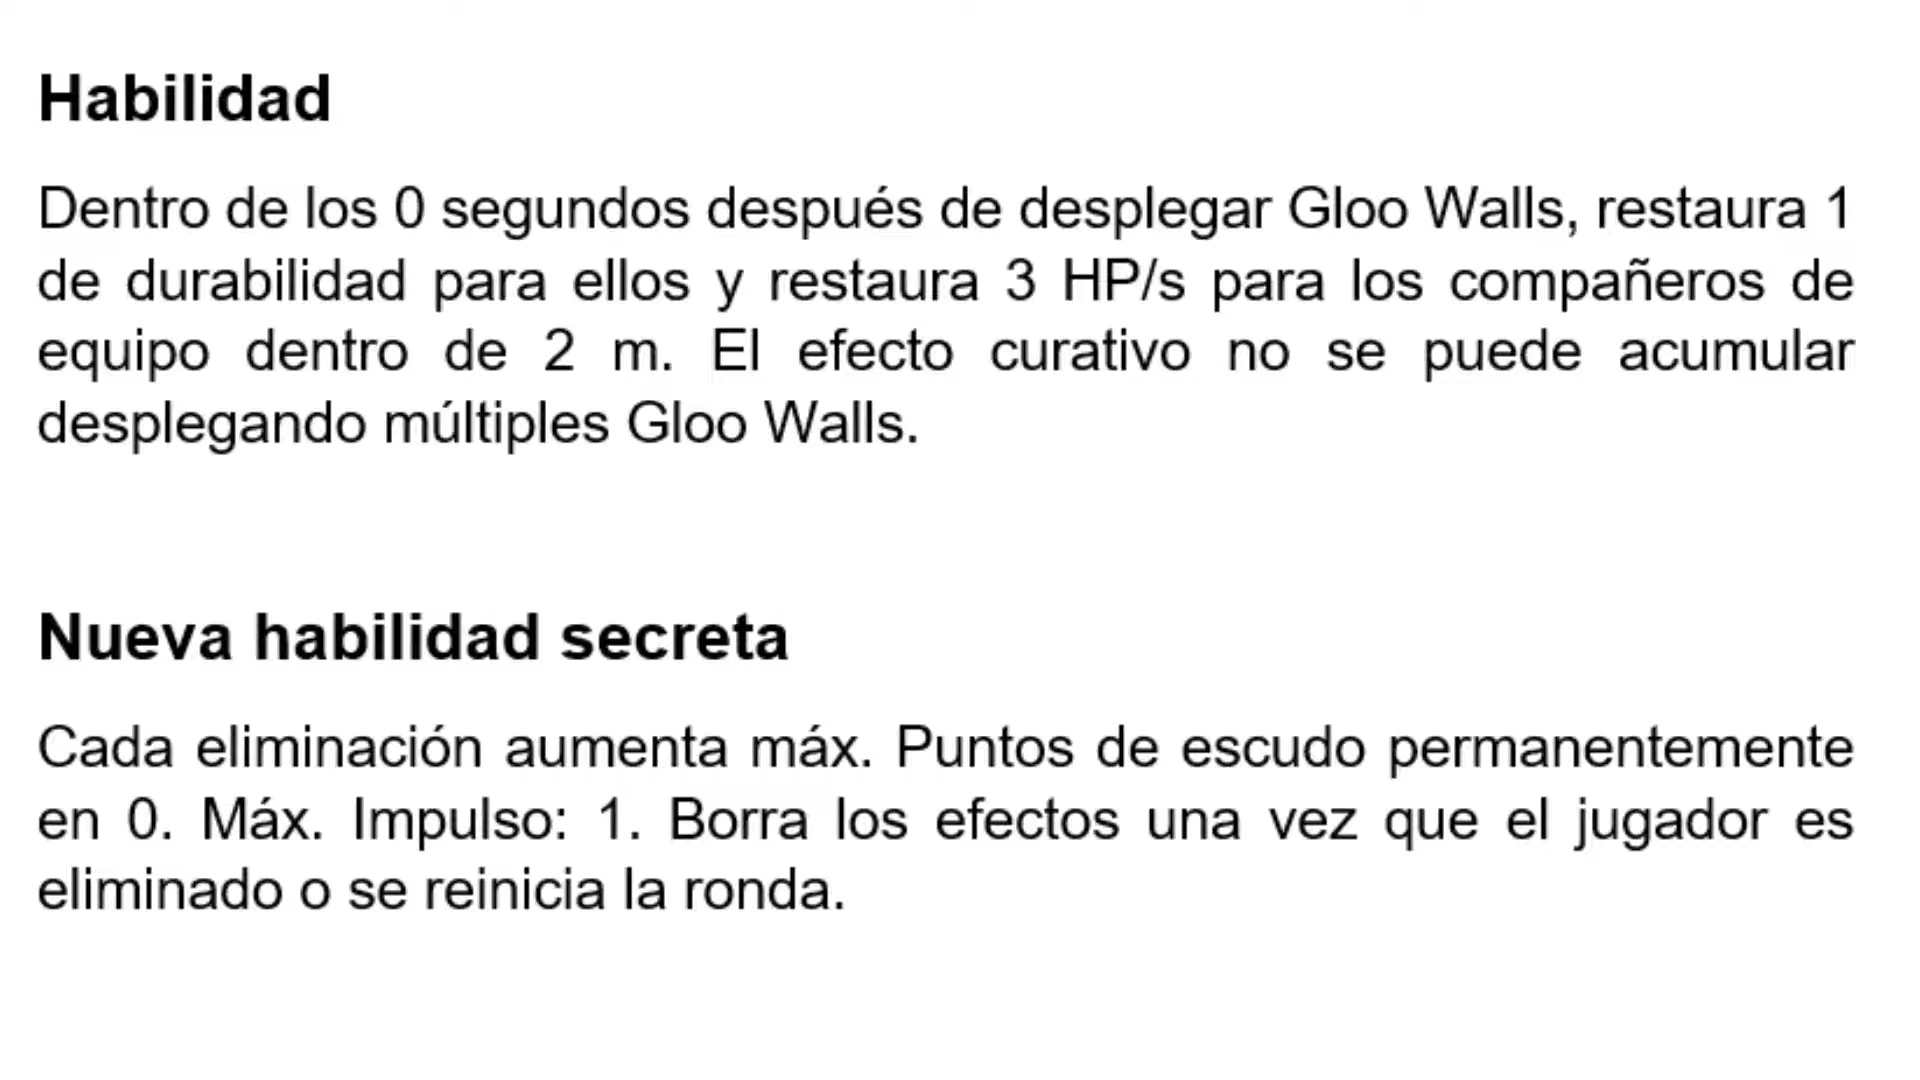 Habilidad
Dentro de los 0 segundos después de desplegar Gloo Walls, restaura 1
de durabilidad para ellos y restaura 3 HP/s para los compañeros de
equipo dentro de 2 m. El efecto curativo no se puede acumular
desplegando múltiples Gloo Walls.
Nueva habilidad secreta
Cada eliminación aumenta máx. Puntos de escudo permanentemente
en 0. Máx. Impulso: 1. Borra los efectos una vez que el jugador es
eliminado o se reinicia la ronda.